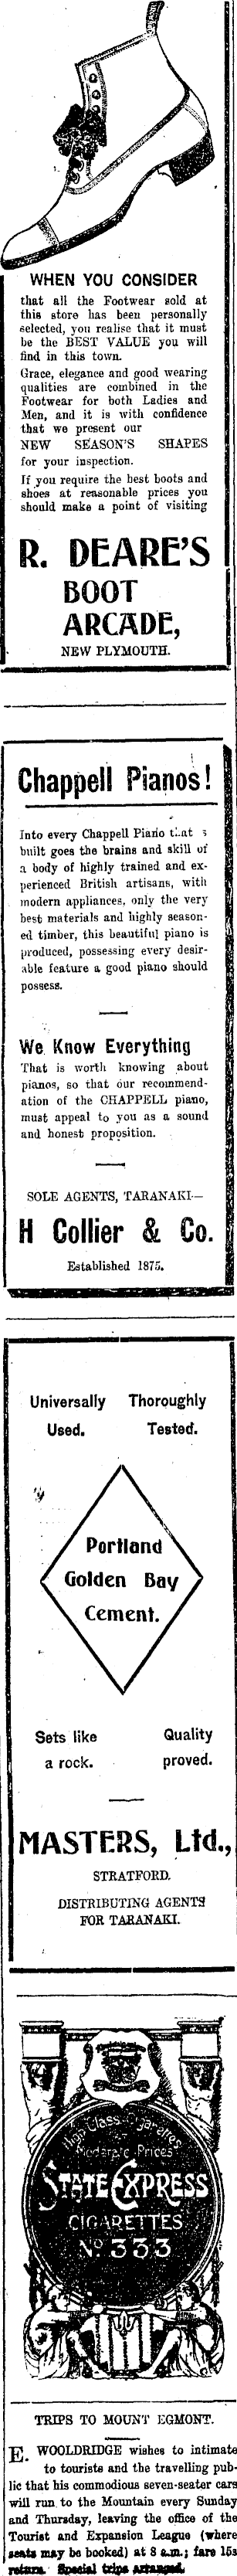 WHEN YOU CONSIDER
that all the Footwear sold at
this store has been personally
selected, you realise that it must
be the BEST VALUE you will
find in this town.
Grace, elegance and good wearing
qualities are combined in the
Footwear for both Ladies and
Men, and it is with confidence
that we present our
NEW SEASON'S SHAPES
for your inspection.
If you require the best boots and
shoes at reasonable prices you
should make a point of visiting
R. DEARE'S
BOOT
ARCADE,
NEW PLYMOUTH.
Chappell Pianos!
Into every Chappell Piano that
built goes the brains and skill of
a body of highly trained and ex-
perienced British artisans, with
modern appliances, only the very
best materials and highly season-
ed timber, this beautiful piano is
produced, possessing every desir-
able feature a good piano should
possess.
We Know Everything
That is worth knowing about
pianos, so that our recommend-
ation of the CHAPPELL piano,
must appeal to you as a sound
and honest proposition.
SOLE AGENTS, TARANAKI—
H Collier & Co.
Established 1875.
Universally Thoroughly
Used. Tested.
Portland
Golden Bay
Cement.
Sets like Quality
a rock. proved.
MASTERS, Ltd.,
STRATFORD.
DISTRIBUTING AGENTS
FOR TARANAKI.
High Class Cigarettes
Moderate Prices
STATE EXPRESS
CIGARETTES
No 333
TRIPS TO MOUNT EGMONT.
E. WOOLDRIDGE wishes to intimate
to tourists and the travelling pub-
lic that his commodious seven-seater cars
will run to the Mountain every Sunday
and Thursday, leaving the office of the
Tourist and Expansion League (where
seats may be booked) at 8 a.m.; fare 15s
return. Special trips arranged.